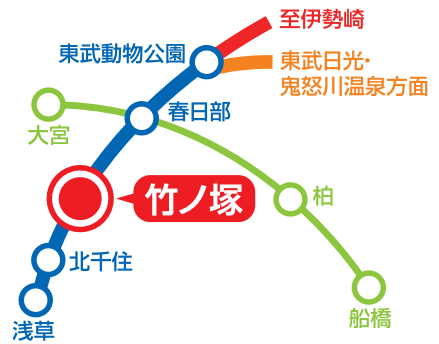 至伊勢崎
東武動物公園
東武日光・
鬼怒川温泉方面
春日部
大宮
竹ノ塚
柏
北千住
船橋
浅草